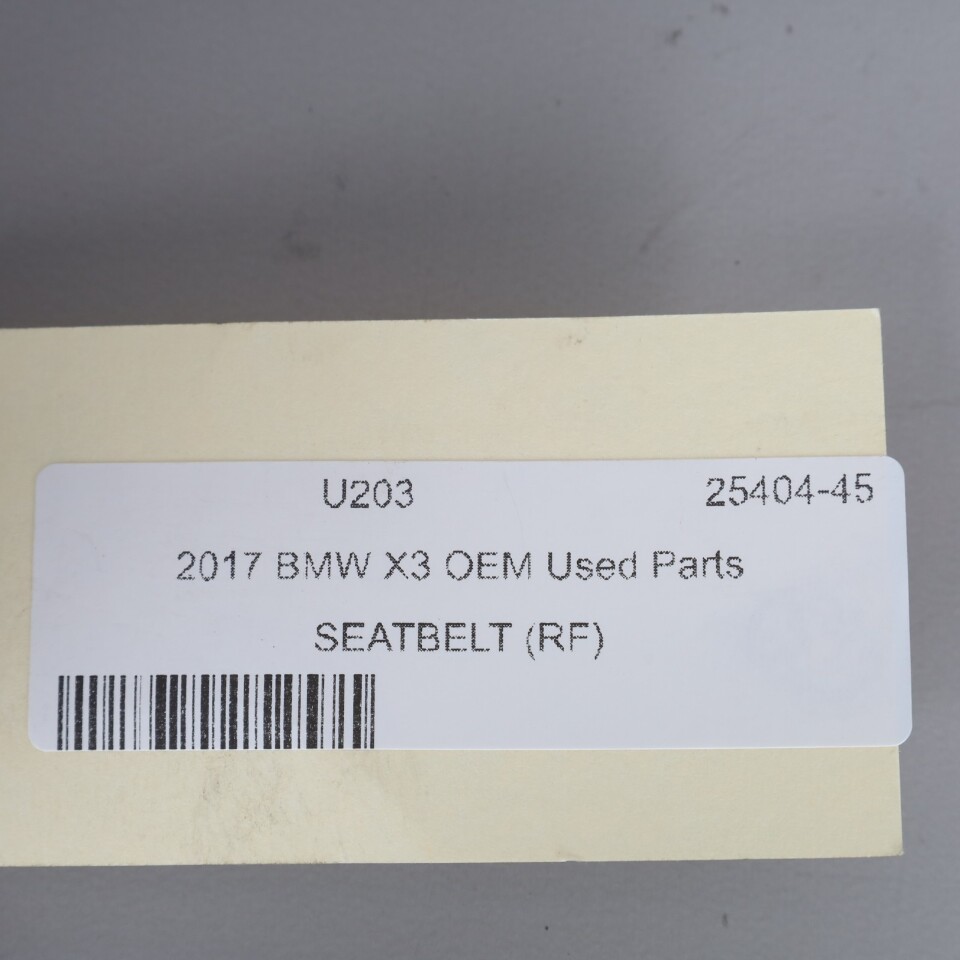 U203 25404-45
2017 BMW X3 OEM Used Parts
SEATBELT (RF)